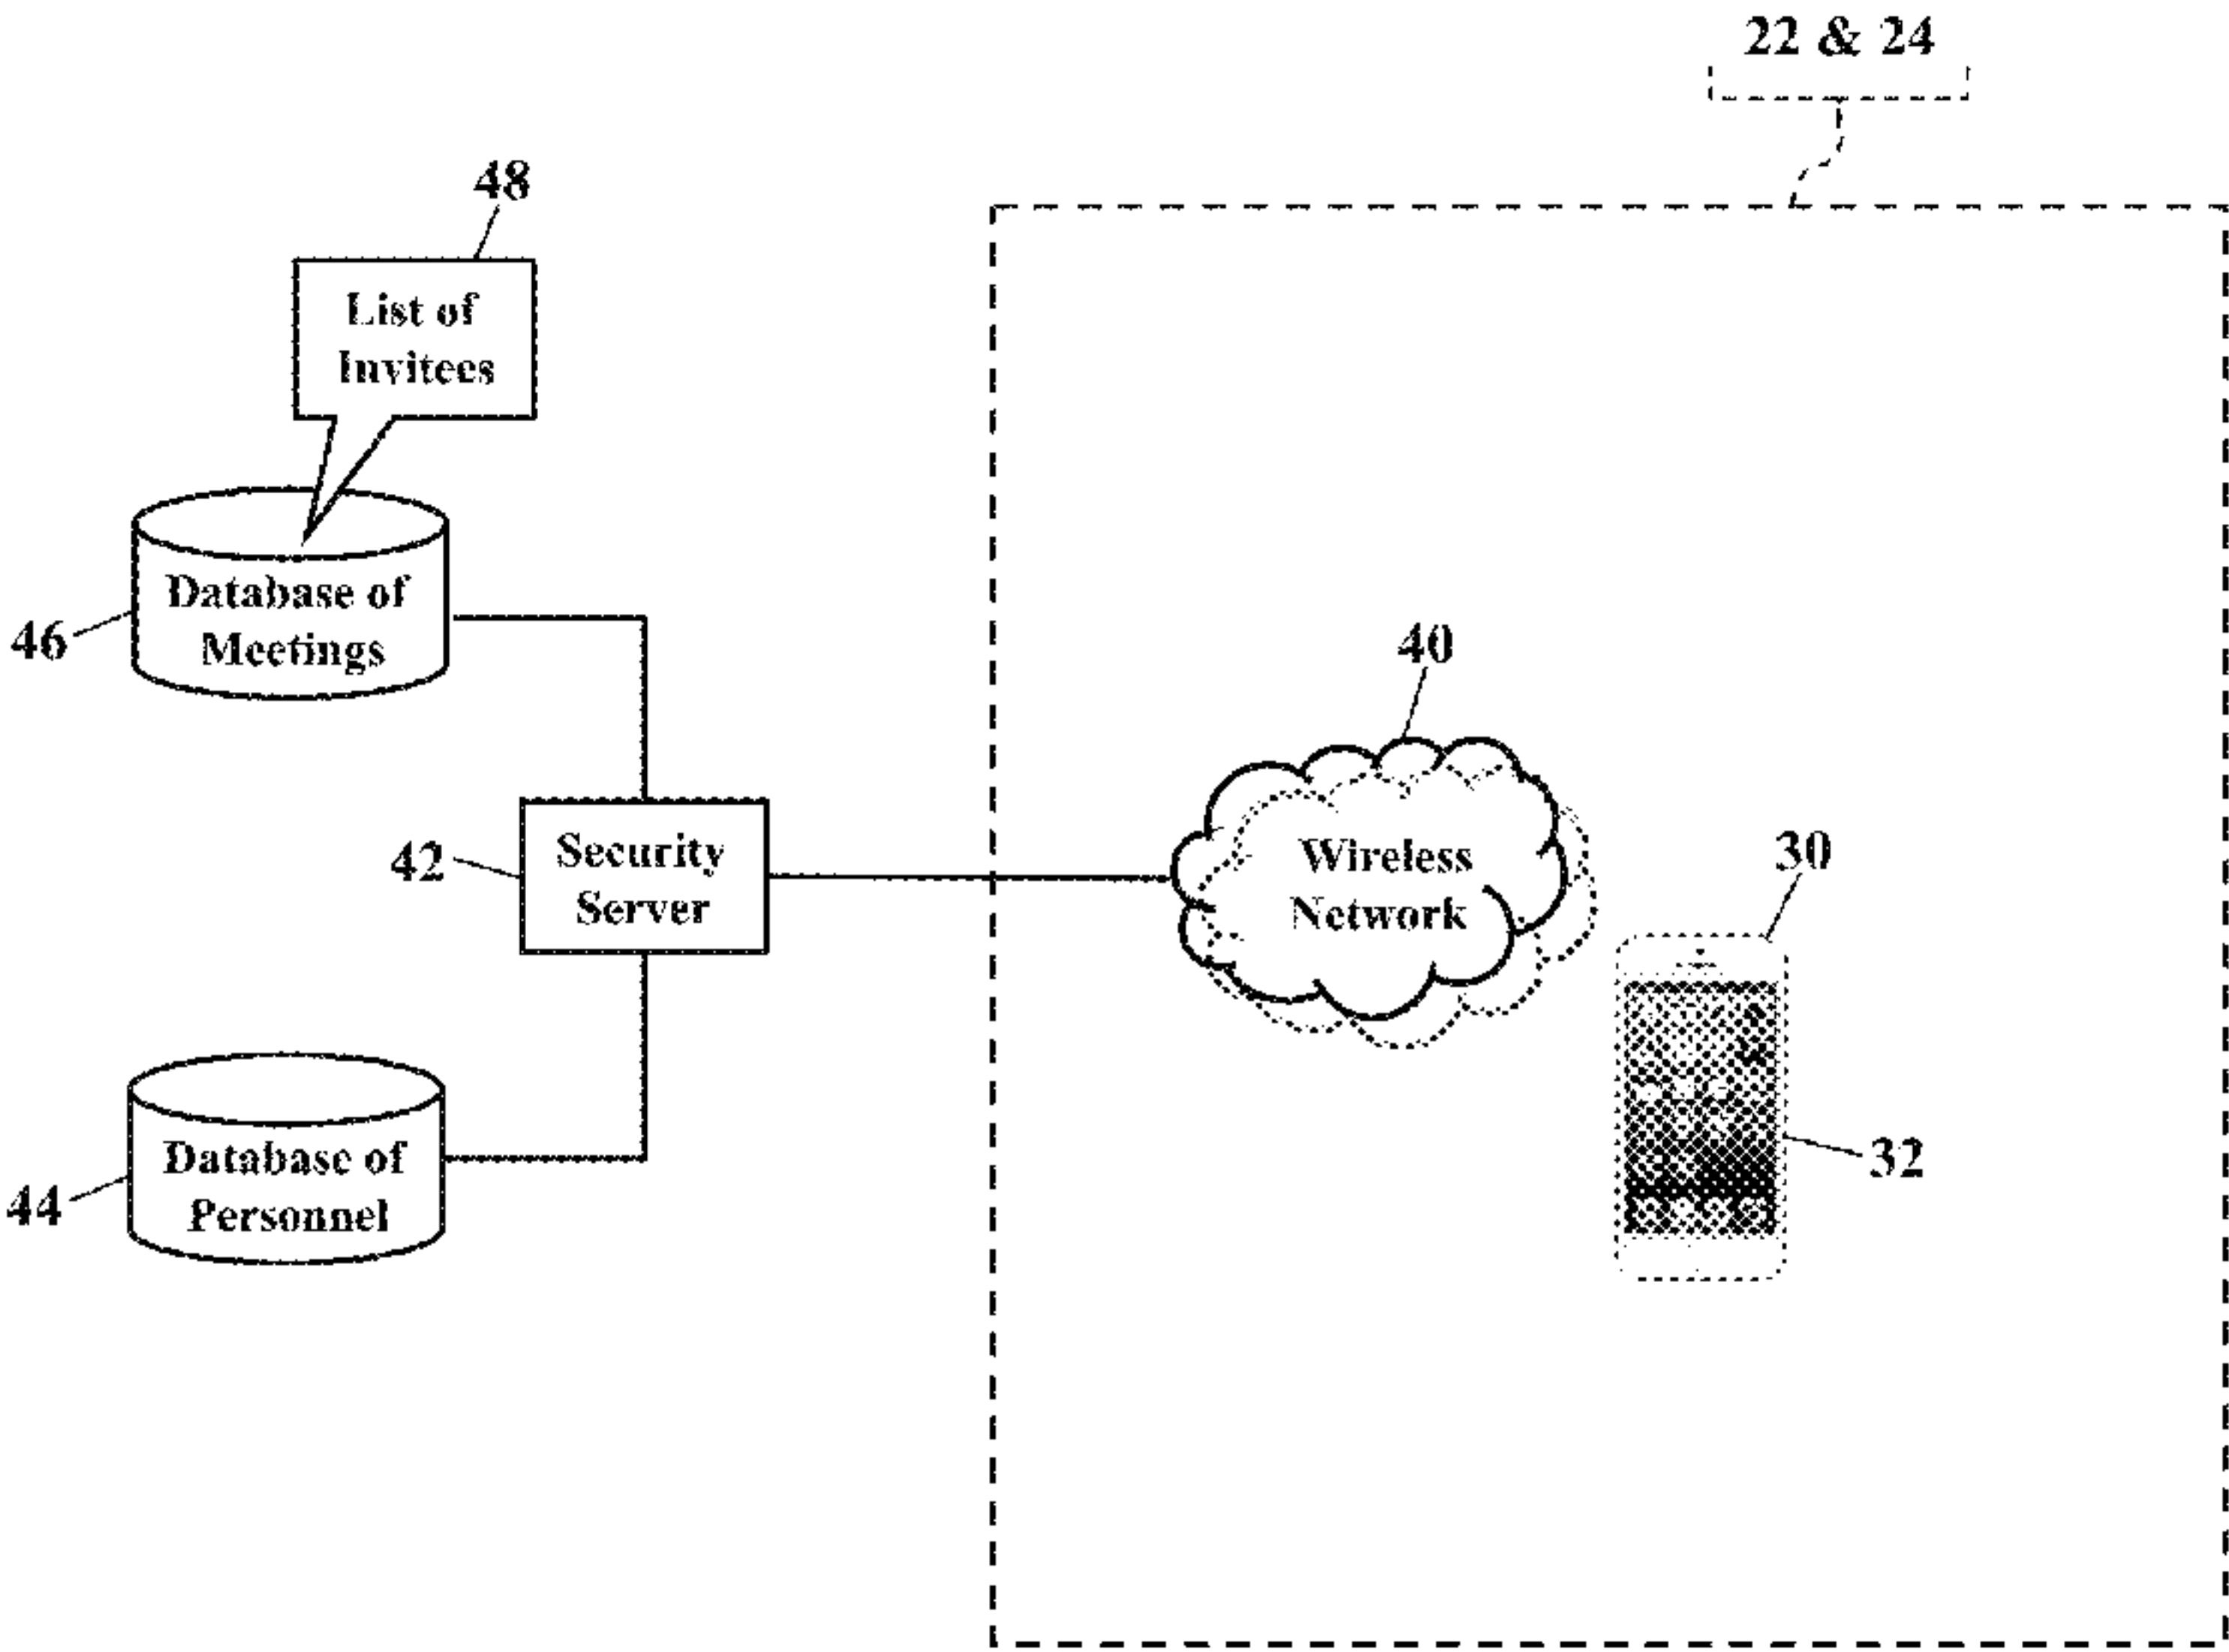 22 & 24
48
List of
Invitees
Database of
Meetings
46
40
Wireless
Network
42
Security
Server
30
32
Database of
Personnel
44